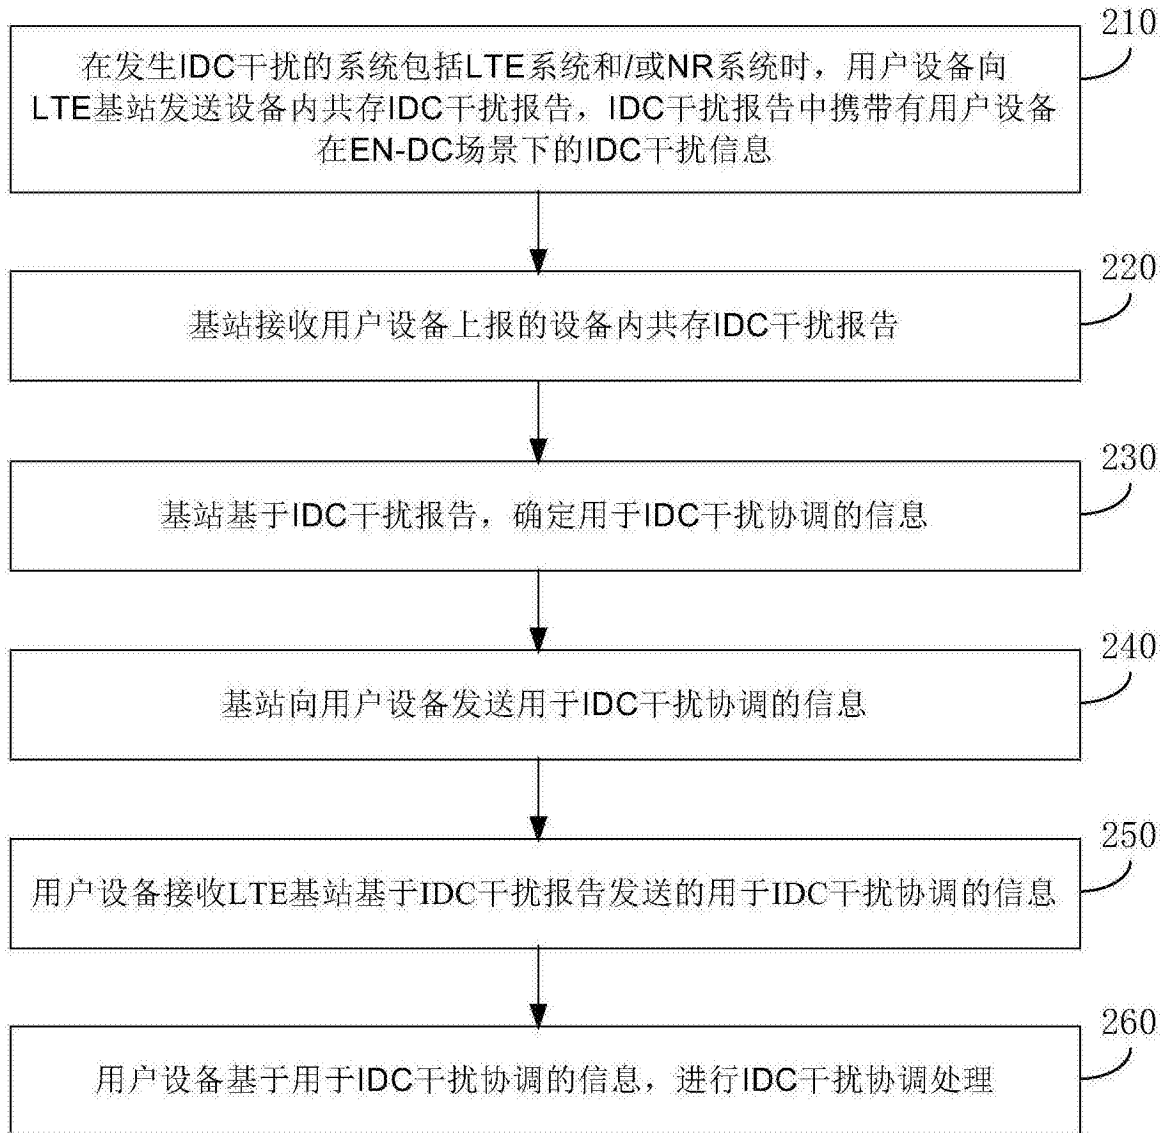 210
在发生IDC干扰的系统包括LTE系统和/或NR系统时，用户设备向
LTE基站发送设备内共存IDC干扰报告，IDC干扰报告中携带有用户设备
在EN-DC场景下的IDC干扰信息
220
基站接收用户设备上报的设备内共存IDC干扰报告
230
基站基于IDC干扰报告，确定用于IDC干扰协调的信息
240
基站向用户设备发送用于IDC干扰协调的信息
250
用户设备接收LTE基站基于IDC干扰报告发送的用于IDC干扰协调的信息
260
用户设备基于用于IDC干扰协调的信息，进行IDC干扰协调处理